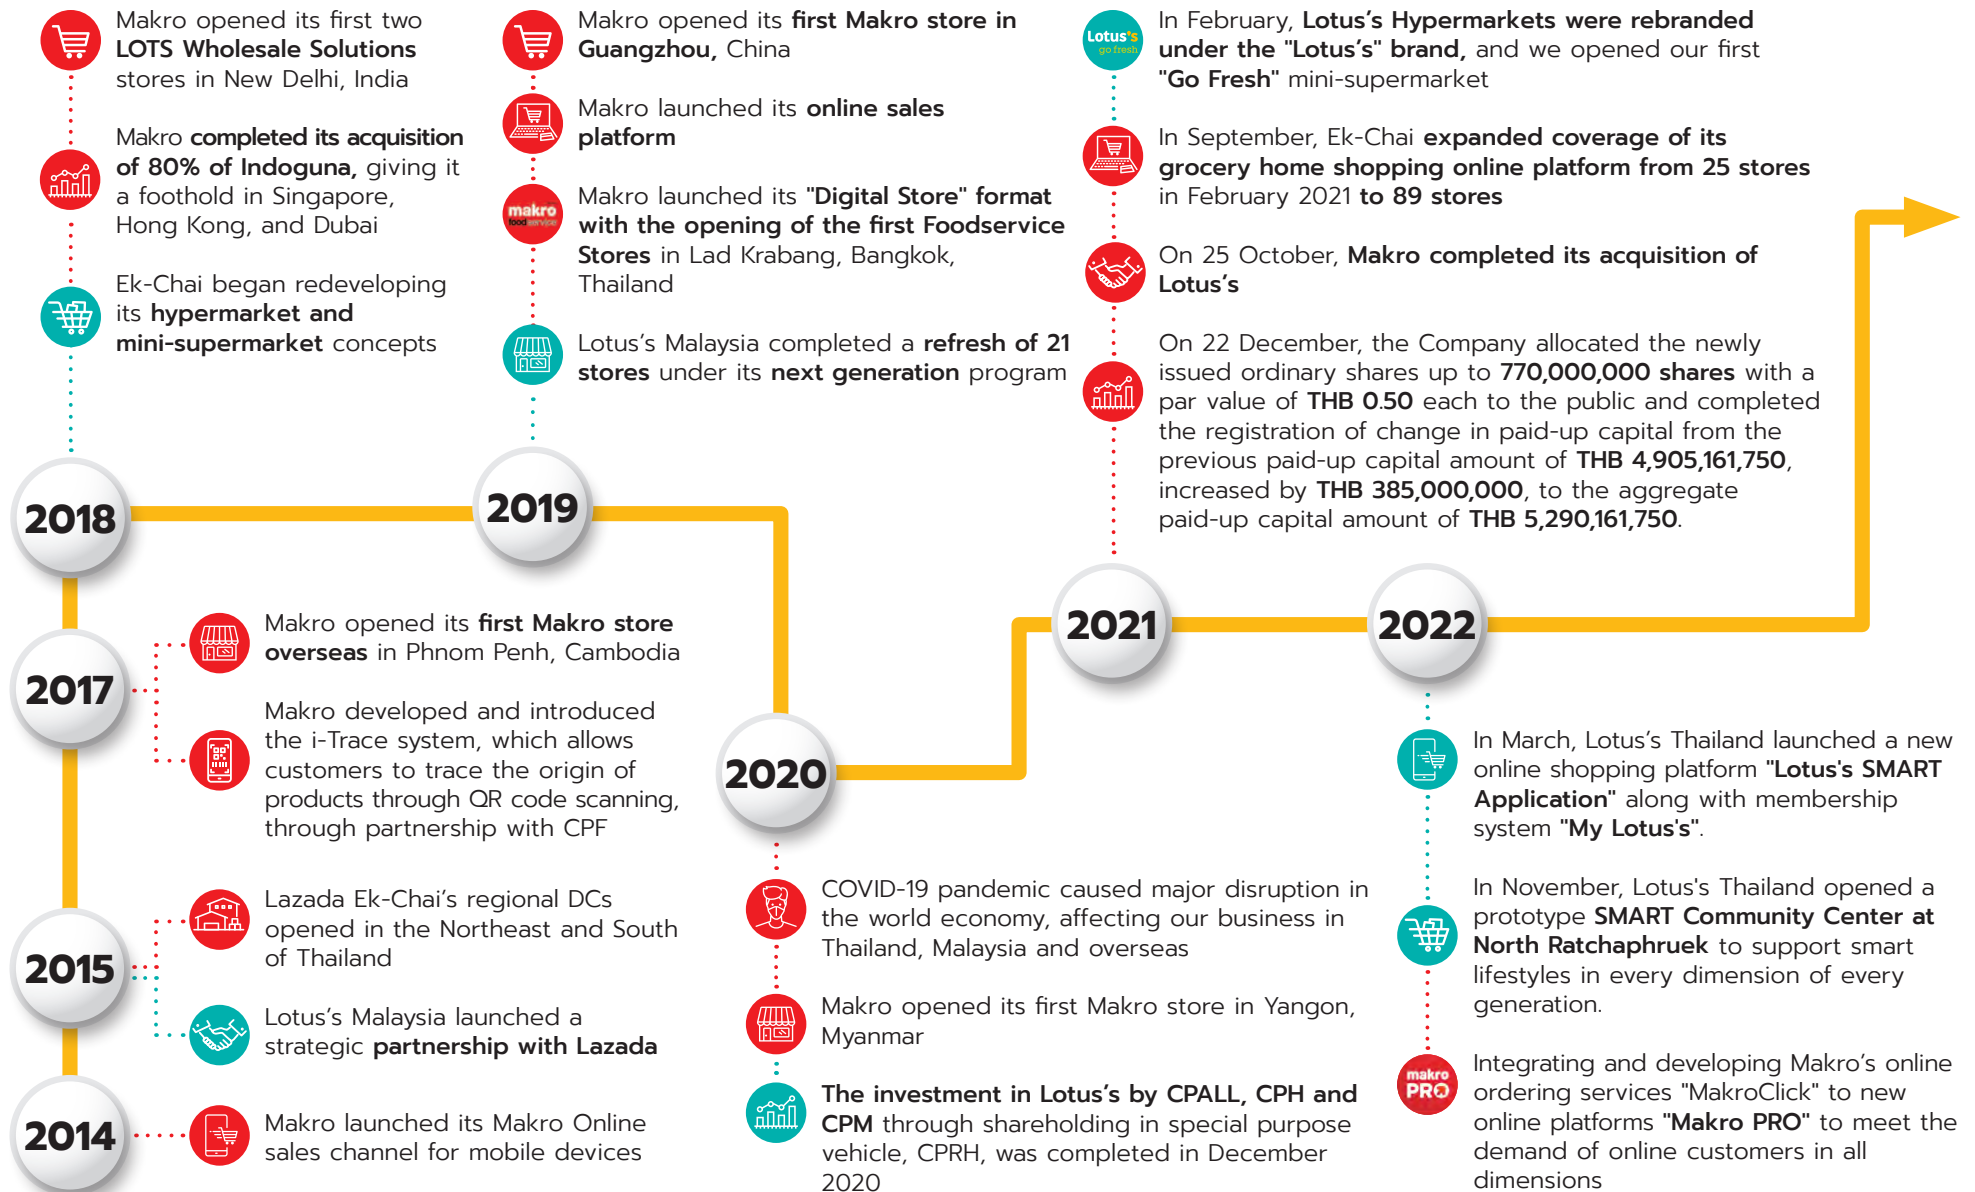 Makro opened its first two
LOTS Wholesale Solutions
stores in New Delhi, India
Makro completed its acquisition
of 80% of Indoguna, giving it
a foothold in Singapore,
Hong Kong, and Dubai
Ek-Chai began redeveloping
its hypermarket and
mini-supermarket concepts
2018
Makro opened its first Makro store in
Guangzhou, China
Makro launched its online sales
platform
makro
foodservice
Makro launched its "Digital Store" format
with the opening of the first Foodservice
Stores in Lad Krabang, Bangkok,
Thailand
Lotus’s Malaysia completed a refresh of 21
stores under its next generation program
2019
Lotus's
go fresh
In February, Lotus’s Hypermarkets were rebranded
under the "Lotus’s" brand, and we opened our first
"Go Fresh" mini-supermarket
In September, Ek-Chai expanded coverage of its
grocery home shopping online platform from 25 stores
in February 2021 to 89 stores
On 25 October, Makro completed its acquisition of
Lotus’s
On 22 December, the Company allocated the newly
issued ordinary shares up to 770,000,000 shares with a
par value of THB 0.50 each to the public and completed
the registration of change in paid-up capital from the
previous paid-up capital amount of THB 4,905,161,750,
increased by THB 385,000,000, to the aggregate
paid-up capital amount of THB 5,290,161,750.
2021
2022
2017
Makro opened its first Makro store
overseas in Phnom Penh, Cambodia
Makro developed and introduced
the i-Trace system, which allows
customers to trace the origin of
products through QR code scanning,
through partnership with CPF
2015
Lazada Ek-Chai’s regional DCs
opened in the Northeast and South
of Thailand
Lotus’s Malaysia launched a
strategic partnership with Lazada
2014
Makro launched its Makro Online
sales channel for mobile devices
2020
COVID-19 pandemic caused major disruption in
the world economy, affecting our business in
Thailand, Malaysia and overseas
Makro opened its first Makro store in Yangon,
Myanmar
The investment in Lotus’s by CPALL, CPH and
CPM through shareholding in special purpose
vehicle, CPRH, was completed in December
2020
In March, Lotus’s Thailand launched a new
online shopping platform "Lotus's SMART
Application" along with membership
system "My Lotus's".
In November, Lotus's Thailand opened a
prototype SMART Community Center at
North Ratchaphruek to support smart
lifestyles in every dimension of every
generation.
makro
PRO
Integrating and developing Makro’s online
ordering services "MakroClick" to new
online platforms "Makro PRO" to meet the
demand of online customers in all
dimensions